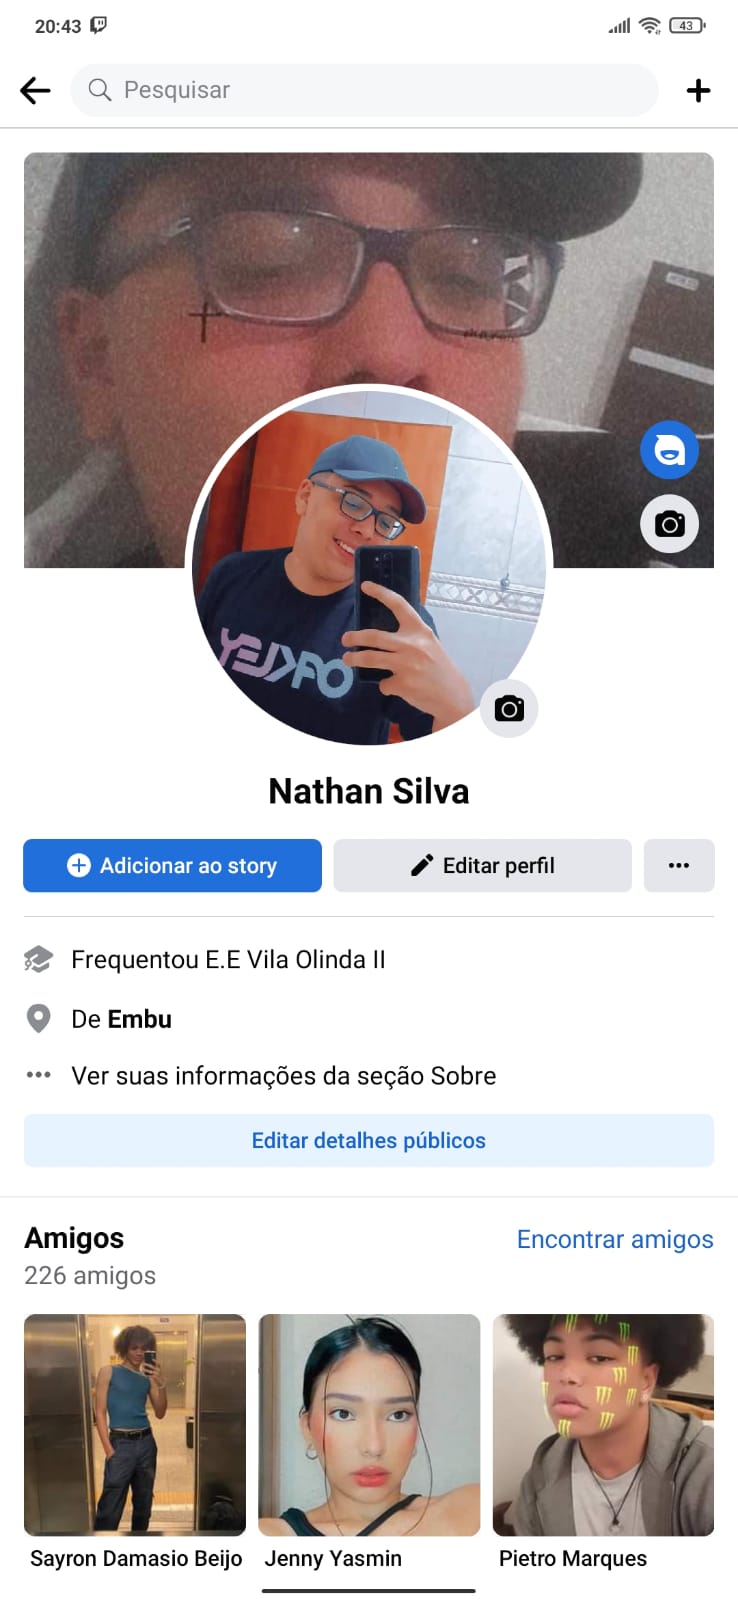 20:43
43
Pesquisar
YELKAO
Nathan Silva
Adicionar ao story
Editar perfil
Frequentou E.E Vila Olinda II
De Embu
Ver suas informações da seção Sobre
Editar detalhes públicos
Amigos
Encontrar amigos
226 amigos
Sayron Damasio Beijo
Jenny Yasmin
Pietro Marques